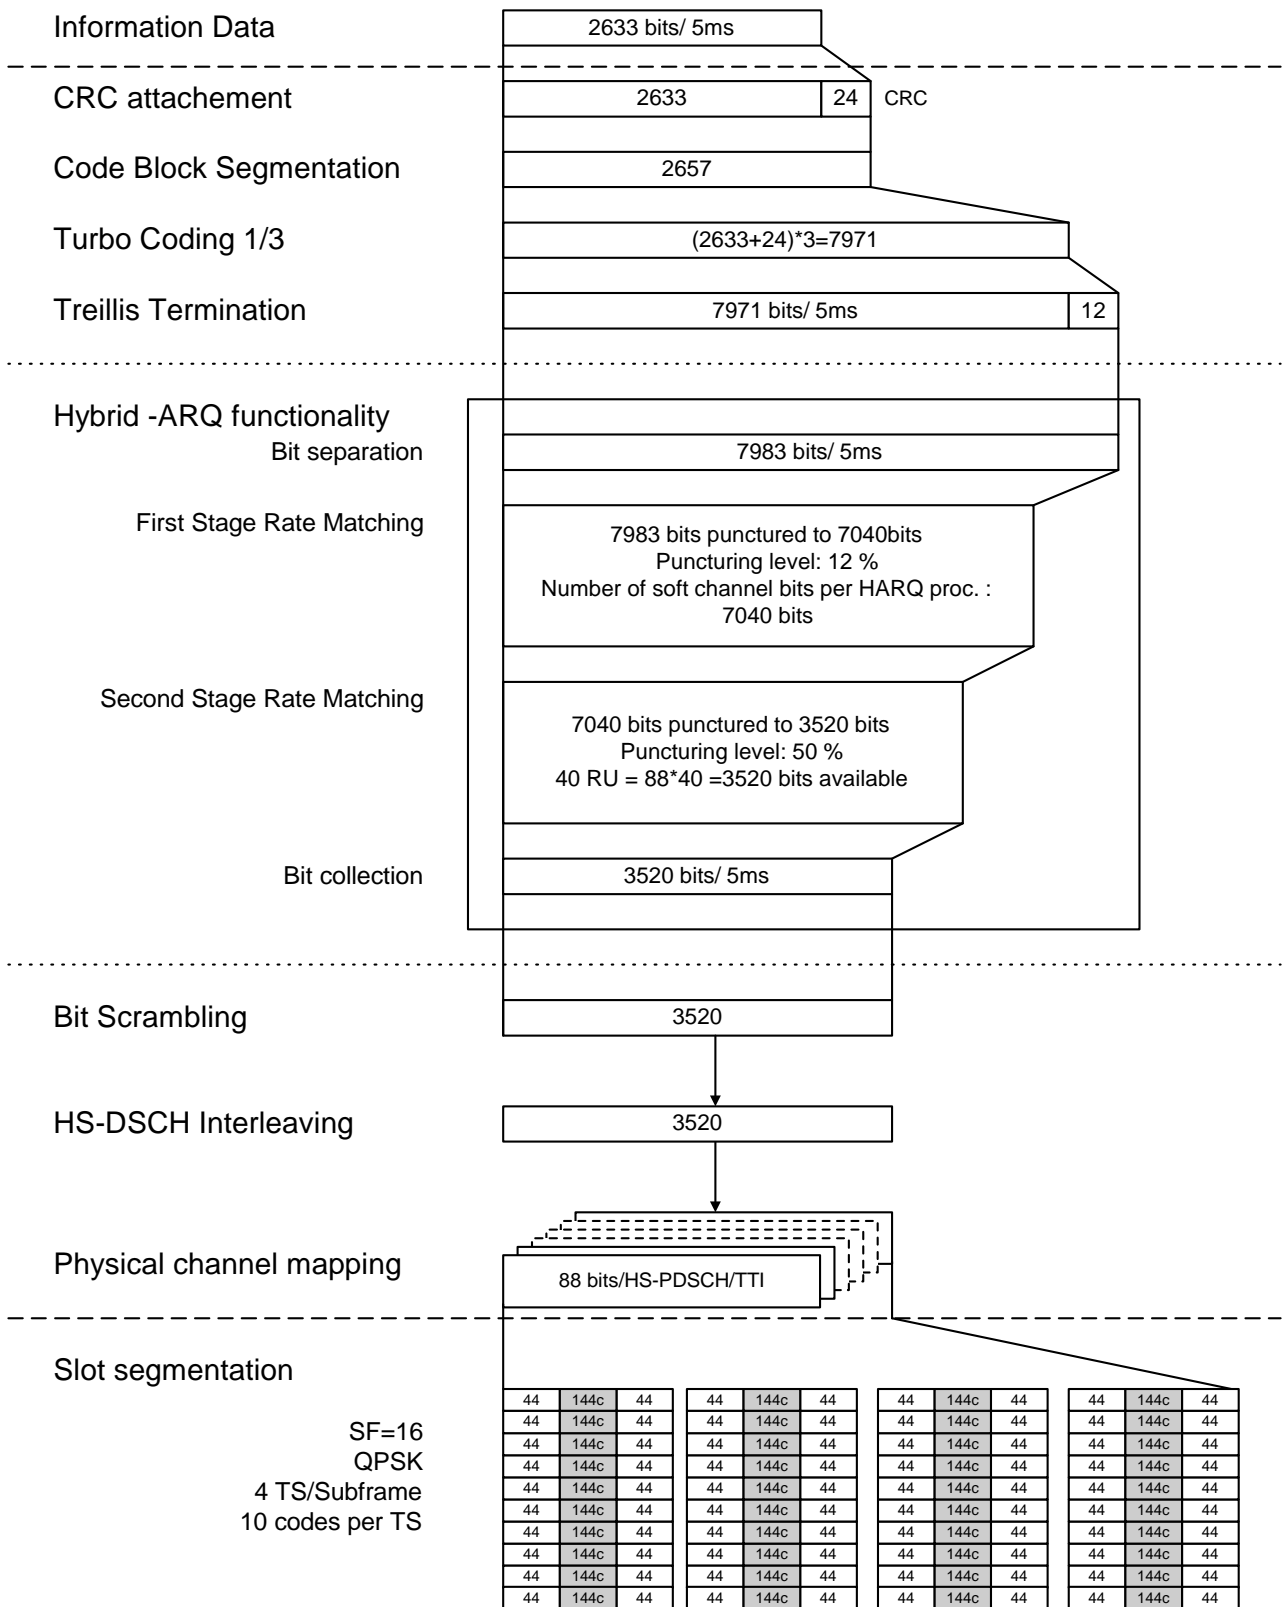 Information Data
2633 bits/ 5ms
CRC attachement
2633 24 CRC
Code Block Segmentation
2657
Turbo Coding 1/3
(2633+24)*3=7971
Treillis Termination
7971 bits/ 5ms 12
Hybrid -ARQ functionality
Bit separation
7983 bits/ 5ms
First Stage Rate Matching
7983 bits punctured to 7040bits
Puncturing level: 12 %
Number of soft channel bits per HARQ proc. :
7040 bits
Second Stage Rate Matching
7040 bits punctured to 3520 bits
Puncturing level: 50 %
40 RU = 88*40 =3520 bits available
Bit collection
3520 bits/ 5ms
Bit Scrambling
3520
HS-DSCH Interleaving
3520
Physical channel mapping
88 bits/HS-PDSCH/TTI
Slot segmentation
SF=16
QPSK
4 TS/Subframe
10 codes per TS
44 144c 44 44 144c 44 44 144c 44 44 144c 44
44 144c 44 44 144c 44 44 144c 44 44 144c 44
44 144c 44 44 144c 44 44 144c 44 44 144c 44
44 144c 44 44 144c 44 44 144c 44 44 144c 44
44 144c 44 44 144c 44 44 144c 44 44 144c 44
44 144c 44 44 144c 44 44 144c 44 44 144c 44
44 144c 44 44 144c 44 44 144c 44 44 144c 44
44 144c 44 44 144c 44 44 144c 44 44 144c 44
44 144c 44 44 144c 44 44 144c 44 44 144c 44
44 144c 44 44 144c 44 44 144c 44 44 144c 44